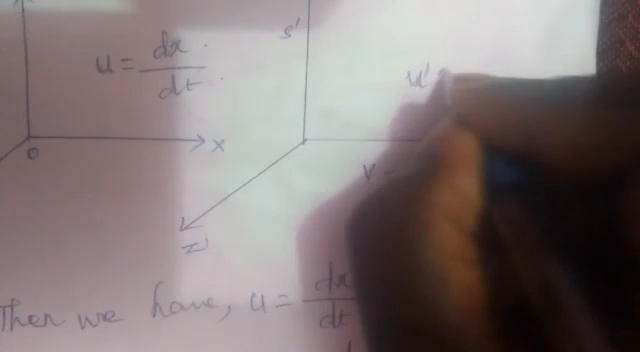 s'
u = dx/dt
u'
o
x
v
z'
Then we have, u = dx/dt